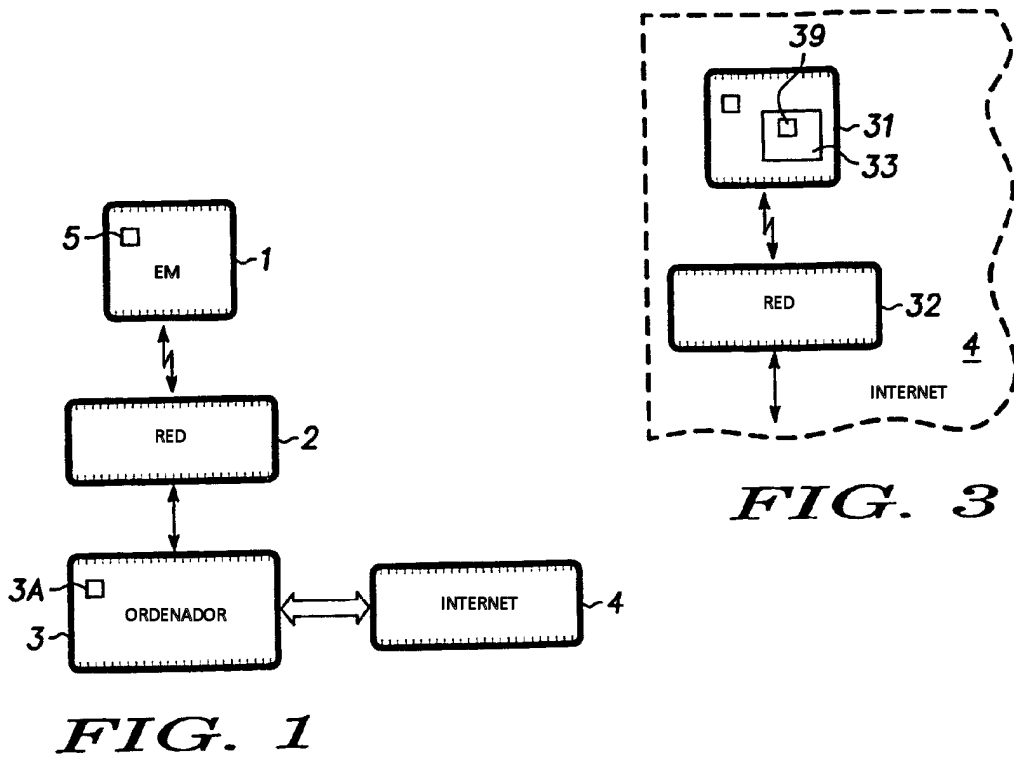 5
EM
1
RED
2
3A
ORDENADOR
3
INTERNET
4
FIG. 1
39
31
33
RED
32
4
INTERNET
FIG. 3